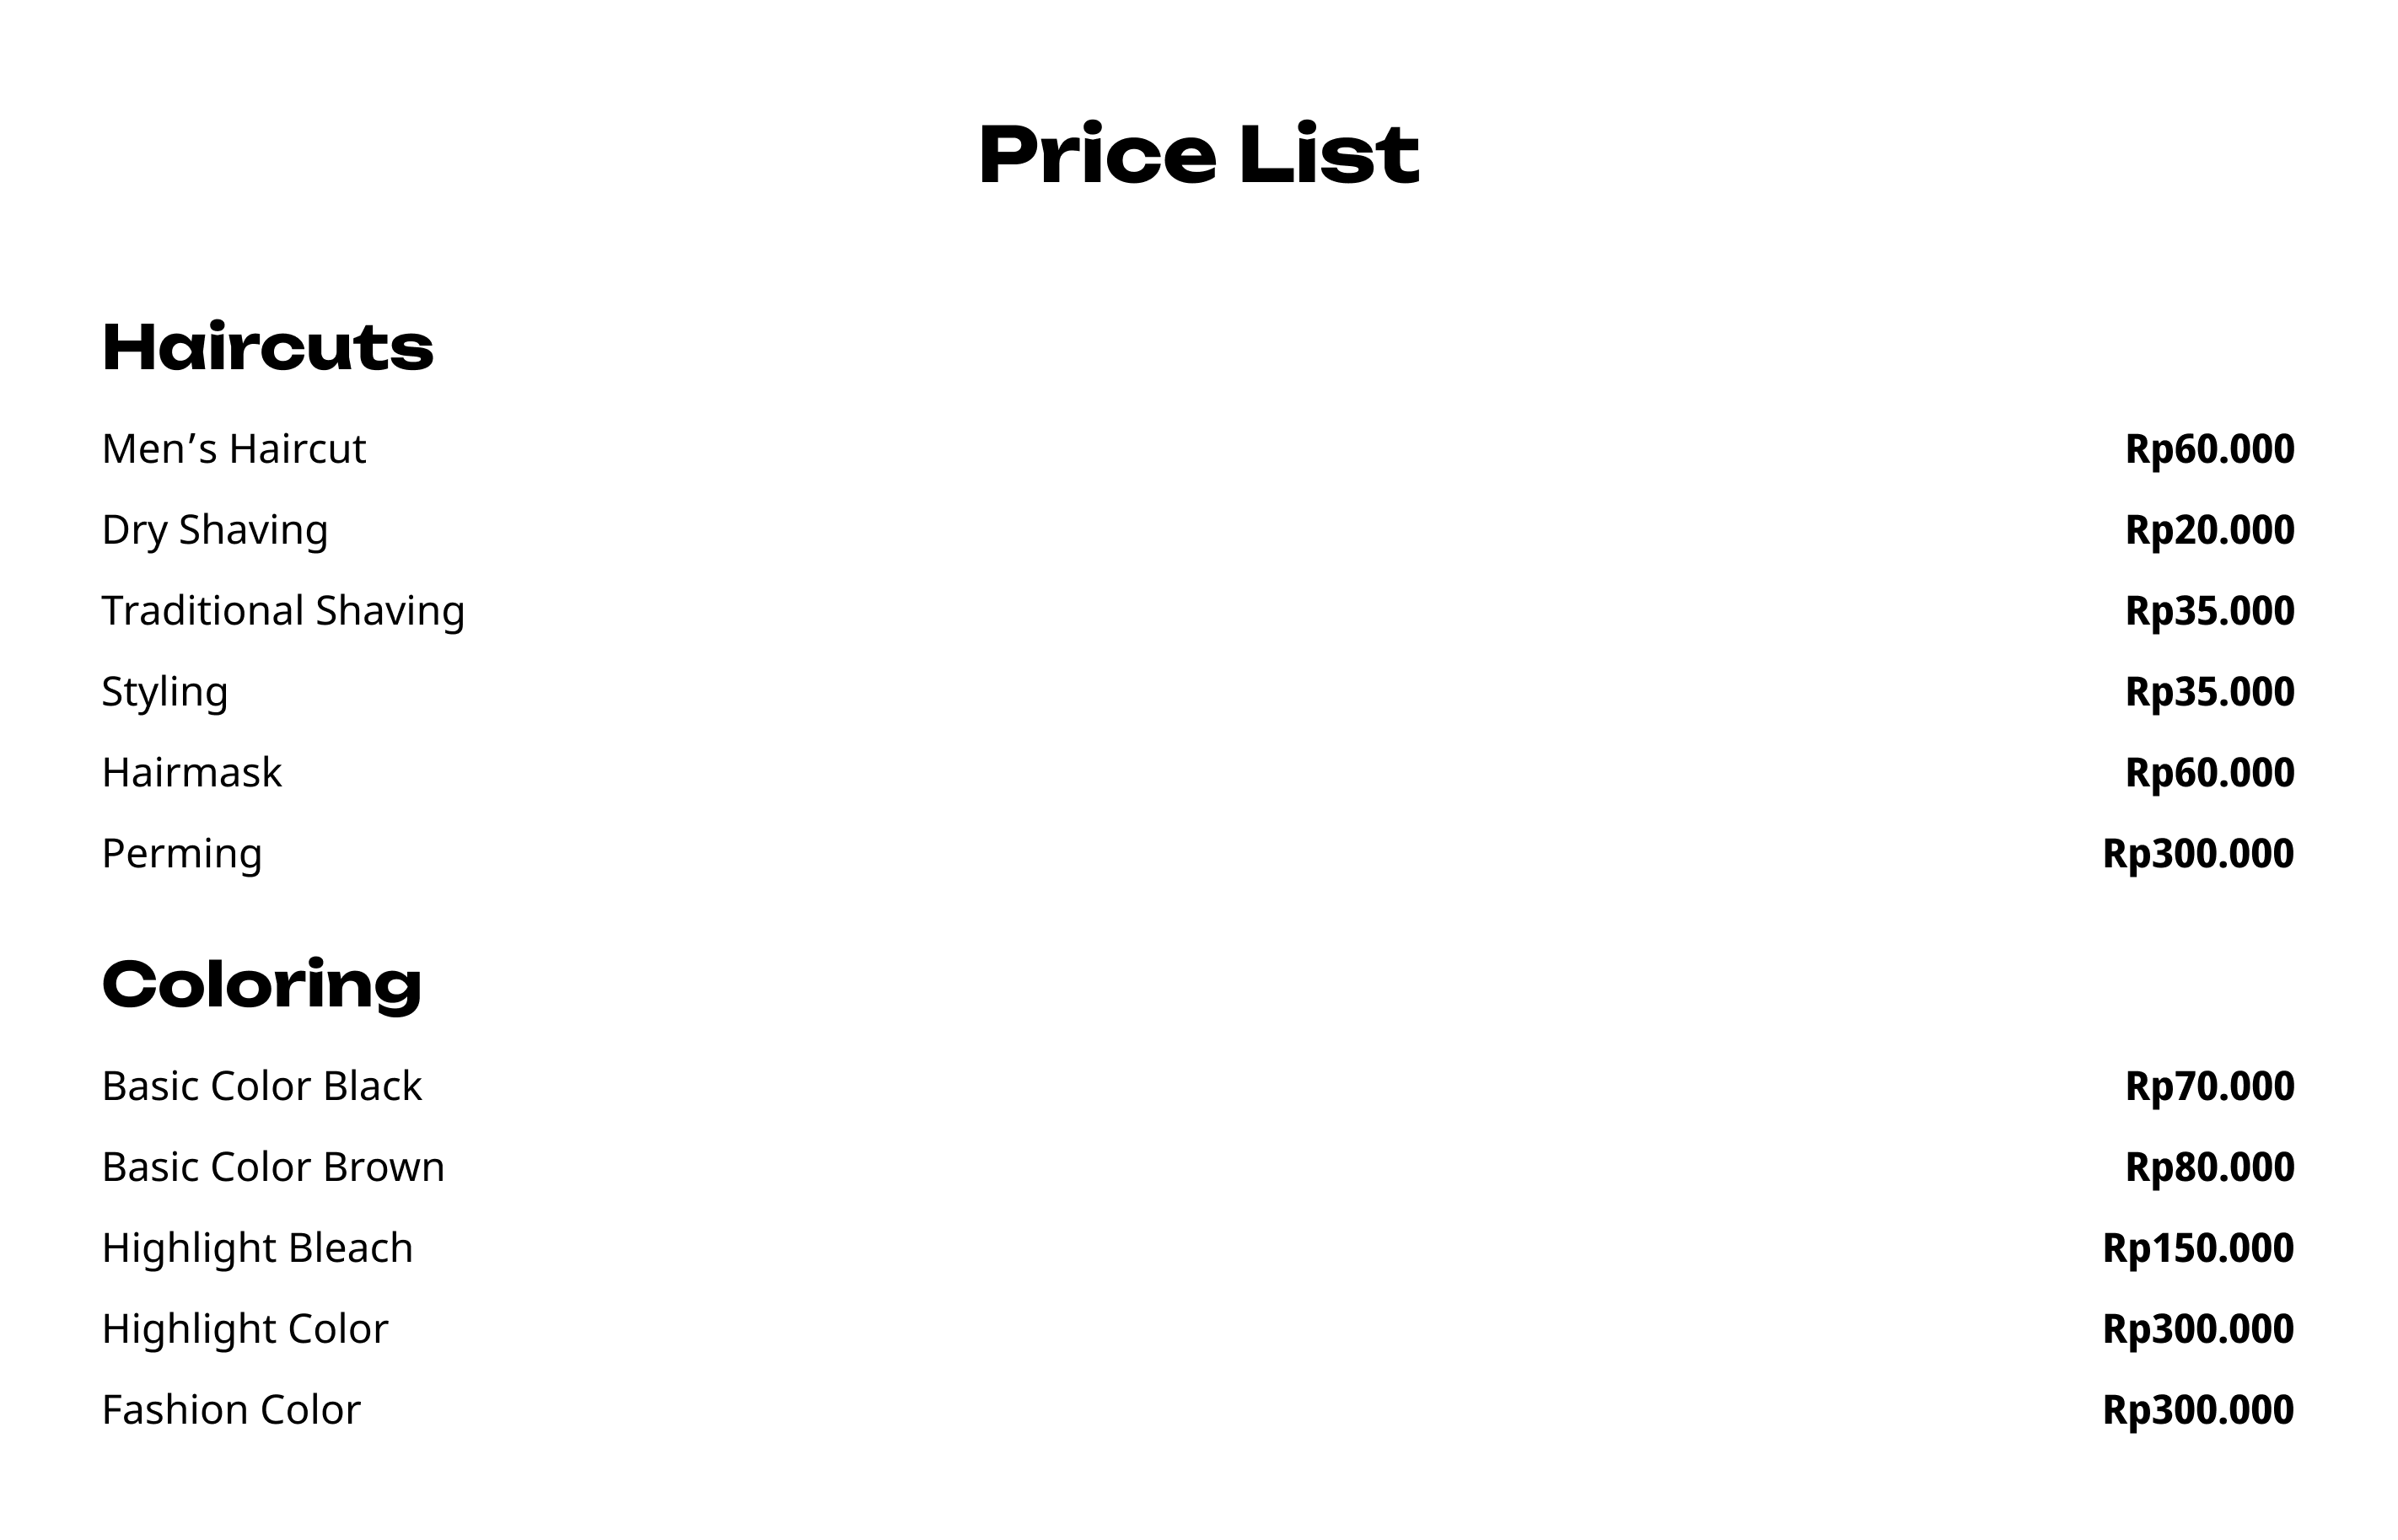 Price List
Haircuts
Men’s Haircut Rp60.000
Dry Shaving Rp20.000
Traditional Shaving Rp35.000
Styling Rp35.000
Hairmask Rp60.000
Perming Rp300.000
Coloring
Basic Color Black Rp70.000
Basic Color Brown Rp80.000
Highlight Bleach Rp150.000
Highlight Color Rp300.000
Fashion Color Rp300.000